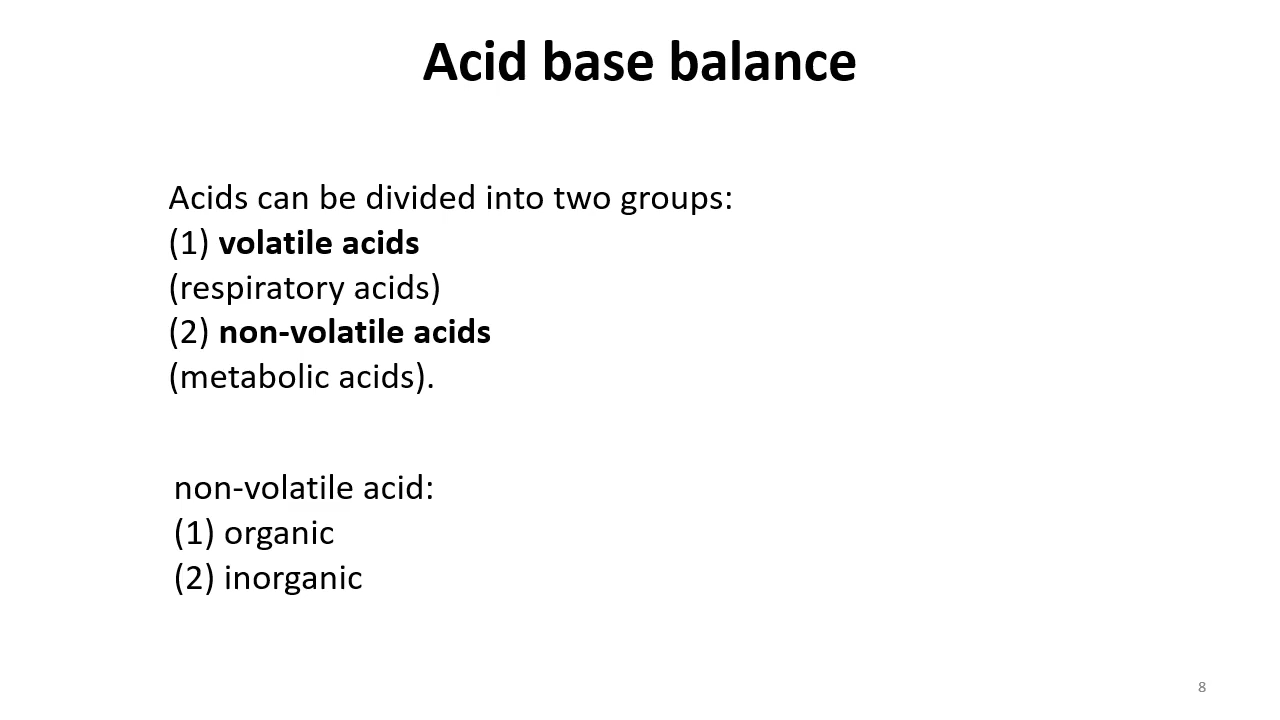 Acid base balance
Acids can be divided into two groups:
(1) volatile acids
(respiratory acids)
(2) non-volatile acids
(metabolic acids).
non-volatile acid:
(1) organic
(2) inorganic
8